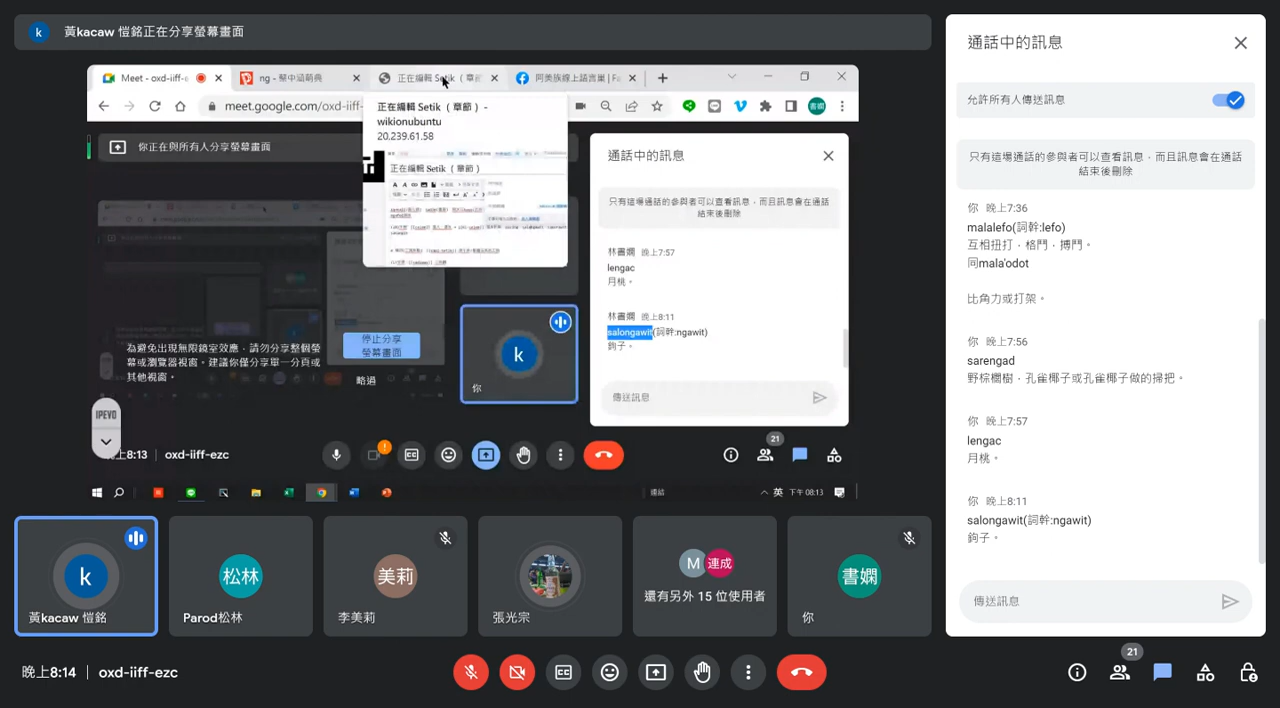 黃kacaw 愷銘正在分享螢幕畫面
Meet - oxd-iiff-e
ng - 蔡中涵萌典
正在編輯 Setik（章節
阿美族線上語言巢 | Fa
meet.google.com/oxd-iiff-
書嫺
正在編輯 Setik（章節）-
wikionubuntu
20.239.61.58
正在編輯 Setik（章節）
你正在與所有人分享螢幕畫面
為避免出現無限鏡室效應，請勿分享整個螢
幕或瀏覽器視窗。建議你僅分享單一分頁或
其他視窗。
停止分享
螢幕畫面
略過
k
你
通話中的訊息
只有這場通話的參與者可以查看訊息，而且訊息會在通話
結束後刪除
林書嫺 晚上7:57
lengac
月桃。
林書嫺 晚上8:11
salongawit(詞幹:ngawit)
鉤子。
傳送訊息
IPEVO
晚上8:13 | oxd-iiff-ezc
21
連結
英 下午 08:13
k
黃kacaw 愷銘
松林
Parod松林
美莉
李美莉
張光宗
M 連成
還有另外 15 位使用者
書嫺
你
晚上8:14 | oxd-iiff-ezc
21
通話中的訊息
允許所有人傳送訊息
只有這場通話的參與者可以查看訊息，而且訊息會在通話
結束後刪除
你 晚上7:36
malalefo(詞幹:lefo)
互相扭打，格鬥，搏鬥。
同mala'odot
比角力或打架。
你 晚上7:56
sarengad
野棕櫚樹，孔雀椰子或孔雀椰子做的掃把。
你 晚上7:57
lengac
月桃。
你 晚上8:11
salongawit(詞幹:ngawit)
鉤子。
傳送訊息